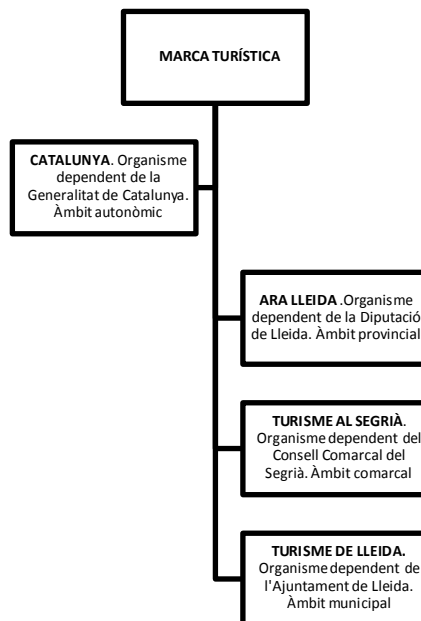 MARCA TURÍSTICA
CATALUNYA. Organisme
dependent de la
Generalitat de Catalunya.
Àmbit autonòmic
ARA LLEIDA .Organisme
dependent de la Diputació
de Lleida. Àmbit provincial
TURISME AL SEGRIÀ.
Organisme dependent del
Consell Comarcal del
Segrià. Àmbit comarcal
TURISME DE LLEIDA.
Organisme dependent de
l'Ajuntament de Lleida.
Àmbit municipal